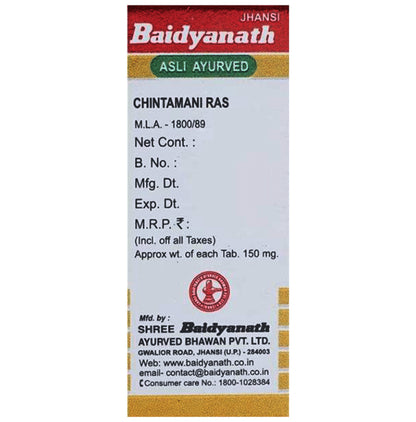 JHANSI
Baidyanath
ASLI AYURVED
CHINTAMANI RAS
M.L.A. - 1800/89
Net Cont. :
B. No. :
Mfg. Dt.
Exp. Dt.
M.R.P. ₹ :
(Incl. off all Taxes)
Approx wt. of each Tab. 150 mg.
Mfd. by :
SHREE Baidyanath
AYURVED BHAWAN PVT. LTD.
GWALIOR ROAD, JHANSI (U.P.) - 284003
Web: www.baidyanath.co.in
email- contact@baidyanath.co.in
Consumer care No.: 1800-1028384